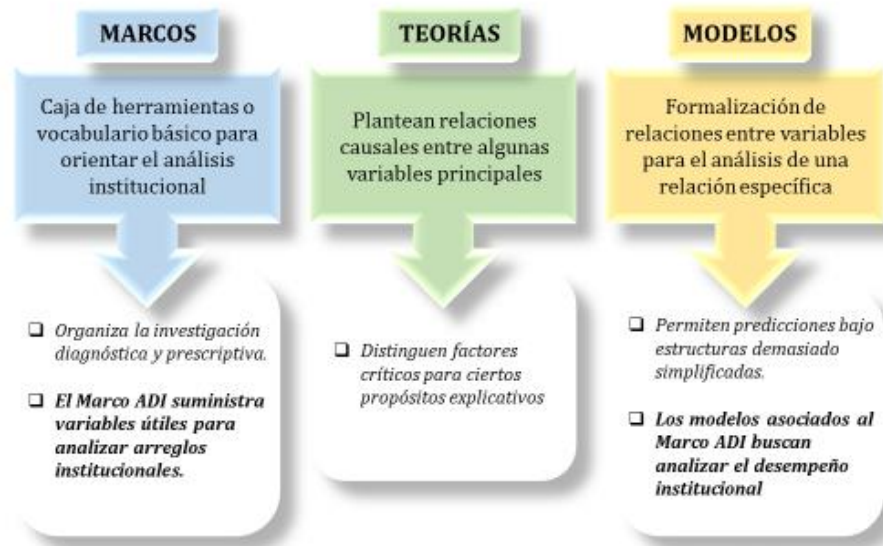 MARCOS
Caja de herramientas o
vocabulario básico para
orientar el análisis
institucional
❑ Organiza la investigación
diagnóstica y prescriptiva.
❑ El Marco ADI suministra
variables útiles para
analizar arreglos
institucionales.
TEORÍAS
Plantean relaciones
causales entre algunas
variables principales
❑ Distinguen factores
críticos para ciertos
propósitos explicativos
MODELOS
Formalización de
relaciones entre variables
para el análisis de una
relación específica
❑ Permiten predicciones bajo
estructuras demasiado
simplificadas.
❑ Los modelos asociados al
Marco ADI buscan
analizar el desempeño
institucional